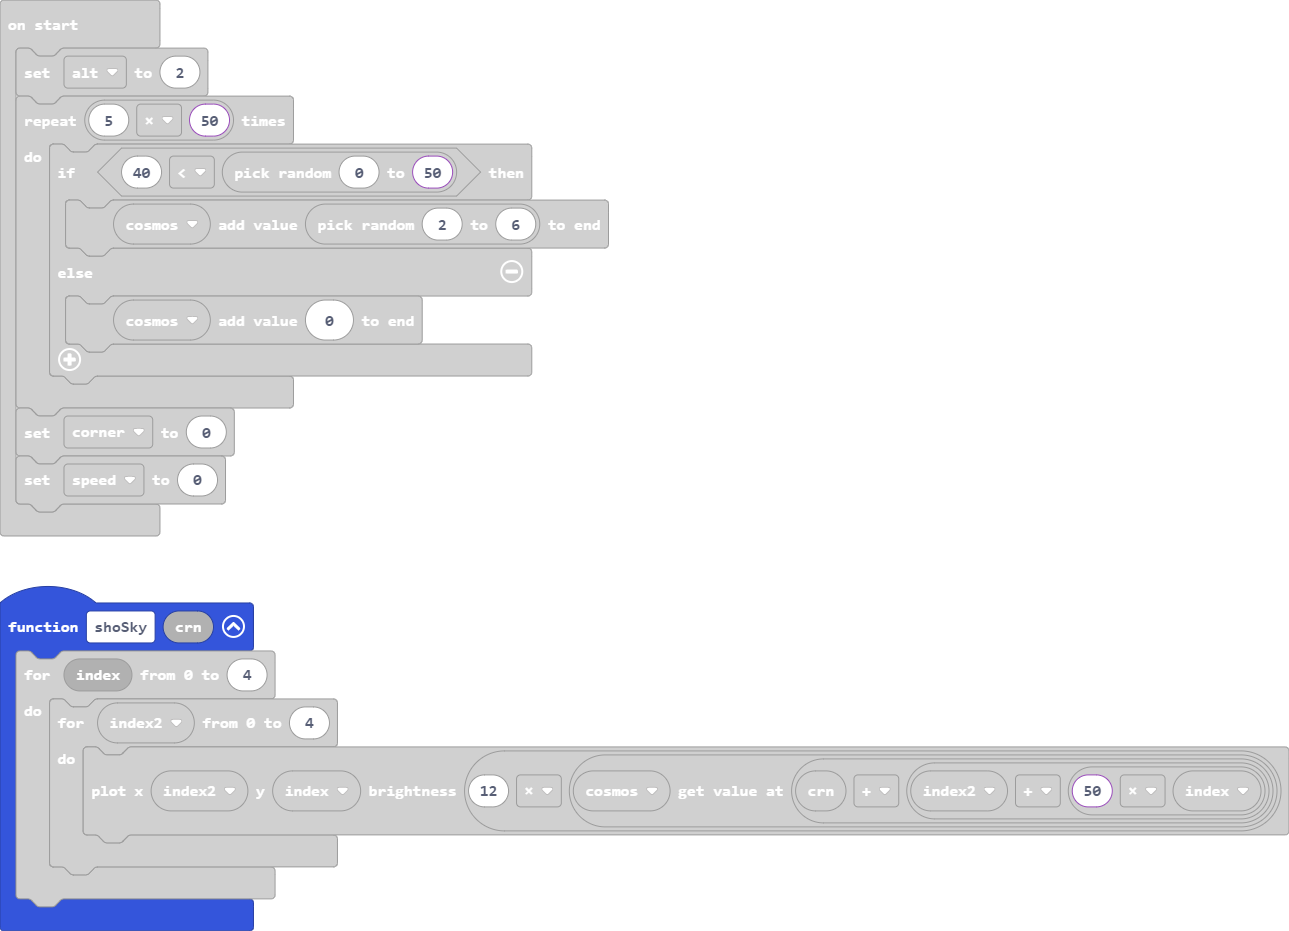 on start
set alt to 2
repeat 5 × 50 times
do
if 40 < pick random 0 to 50 then
cosmos add value pick random 2 to 6 to end
else
cosmos add value 0 to end
set corner to 0
set speed to 0
function shoSky crn
for index from 0 to 4
do
for index2 from 0 to 4
do
plot x index2 y index brightness 12 × cosmos get value at crn + index2 + 50 × index